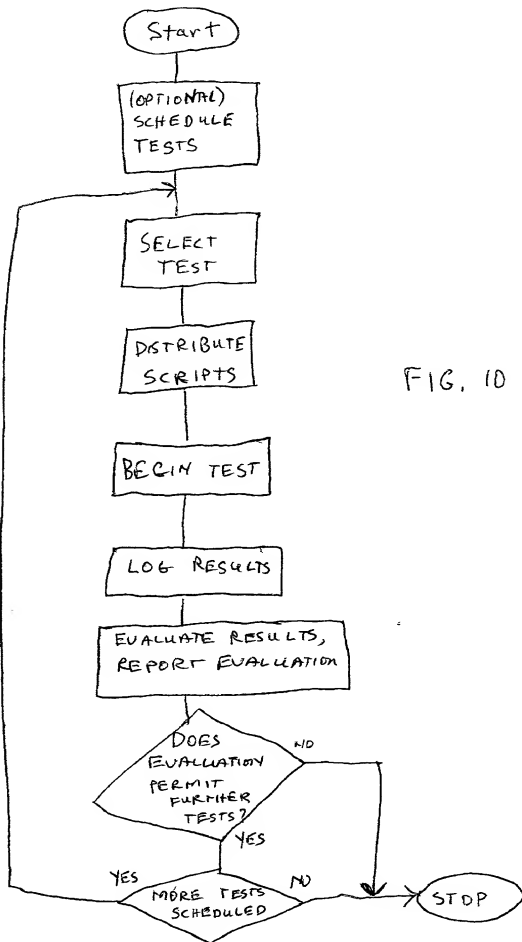 Start
(OPTIONAL)
SCHEDULE
TESTS
SELECT
TEST
DISTRIBUTE
SCRIPTS
FIG. 10
BEGIN TEST
LOG RESULTS
EVALUATE RESULTS,
REPORT EVALUATION
DOES
EVALUATION
PERMIT
FURTHER
TESTS?
NO
YES
YES
MORE TESTS
SCHEDULED
NO
STOP